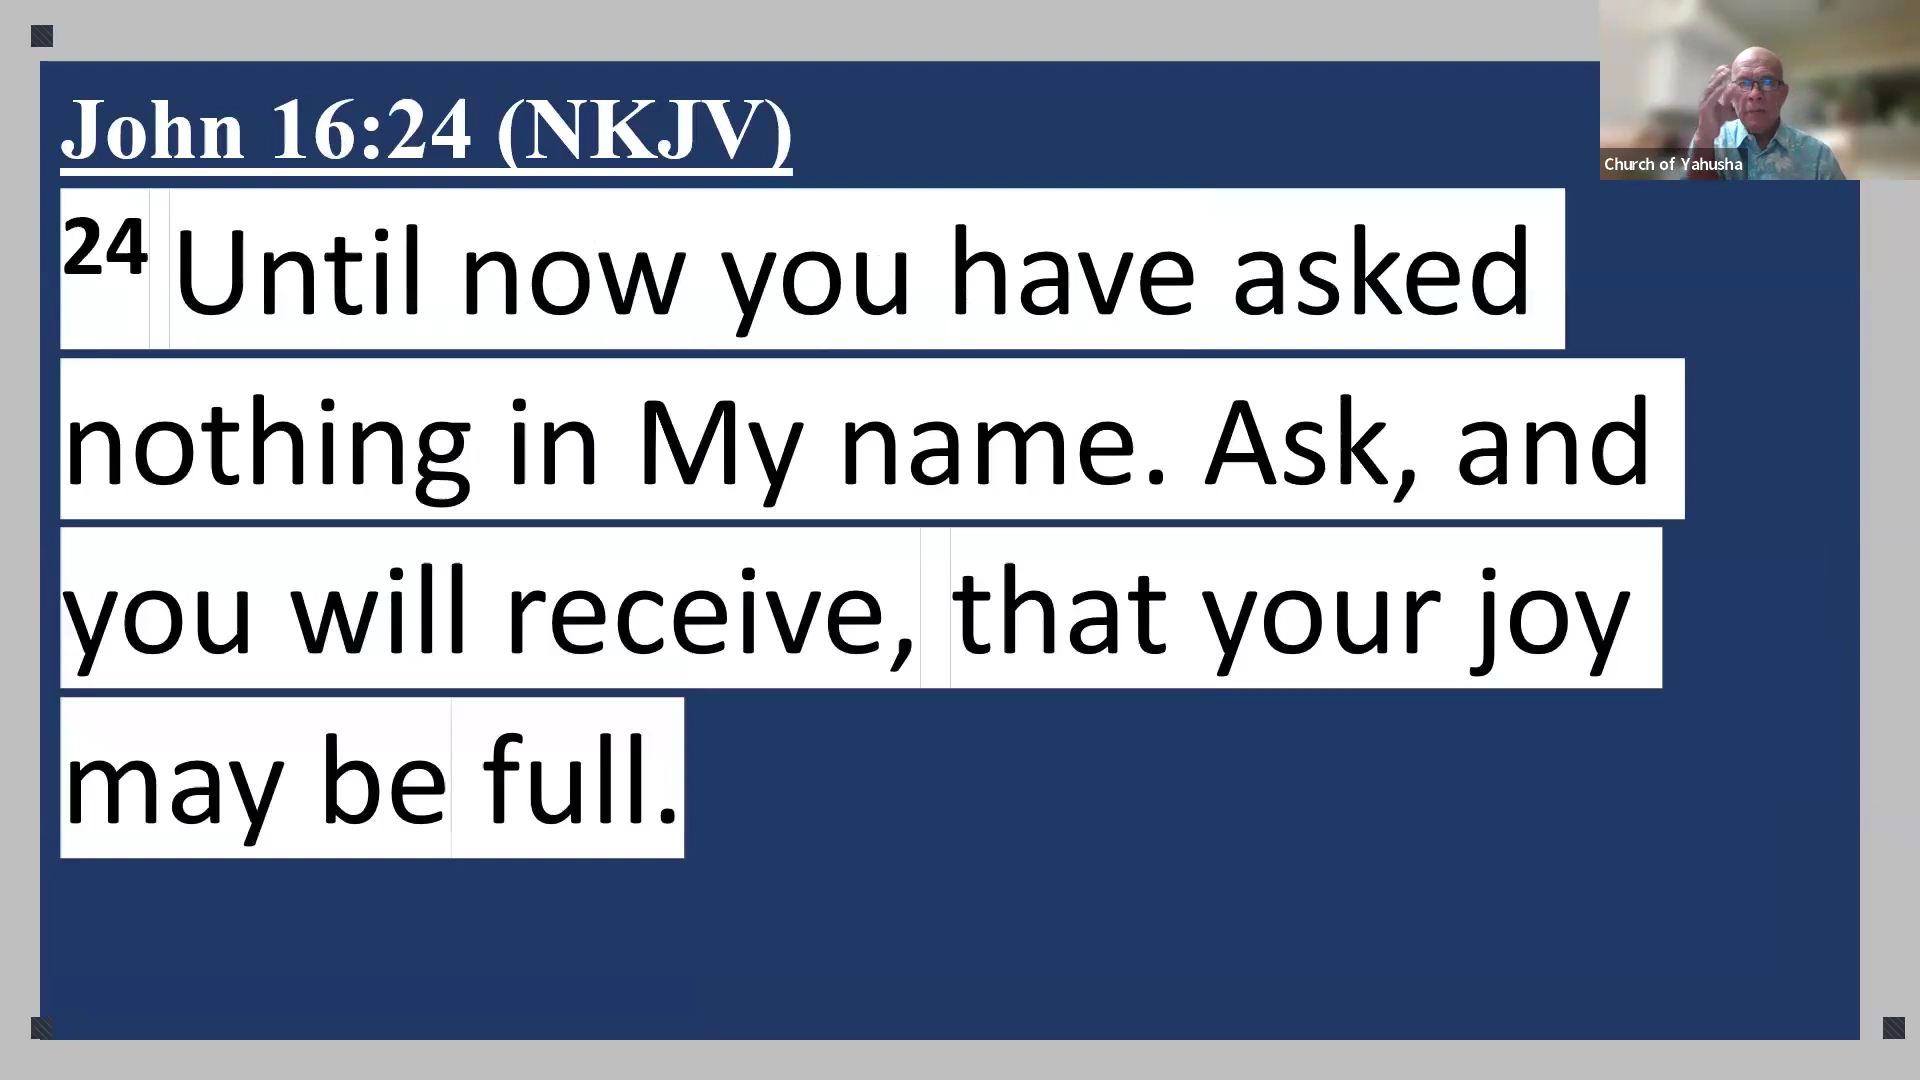 John 16:24 (NKJV)
24 Until now you have asked
nothing in My name. Ask, and
you will receive, that your joy
may be full.
Church of Yahusha